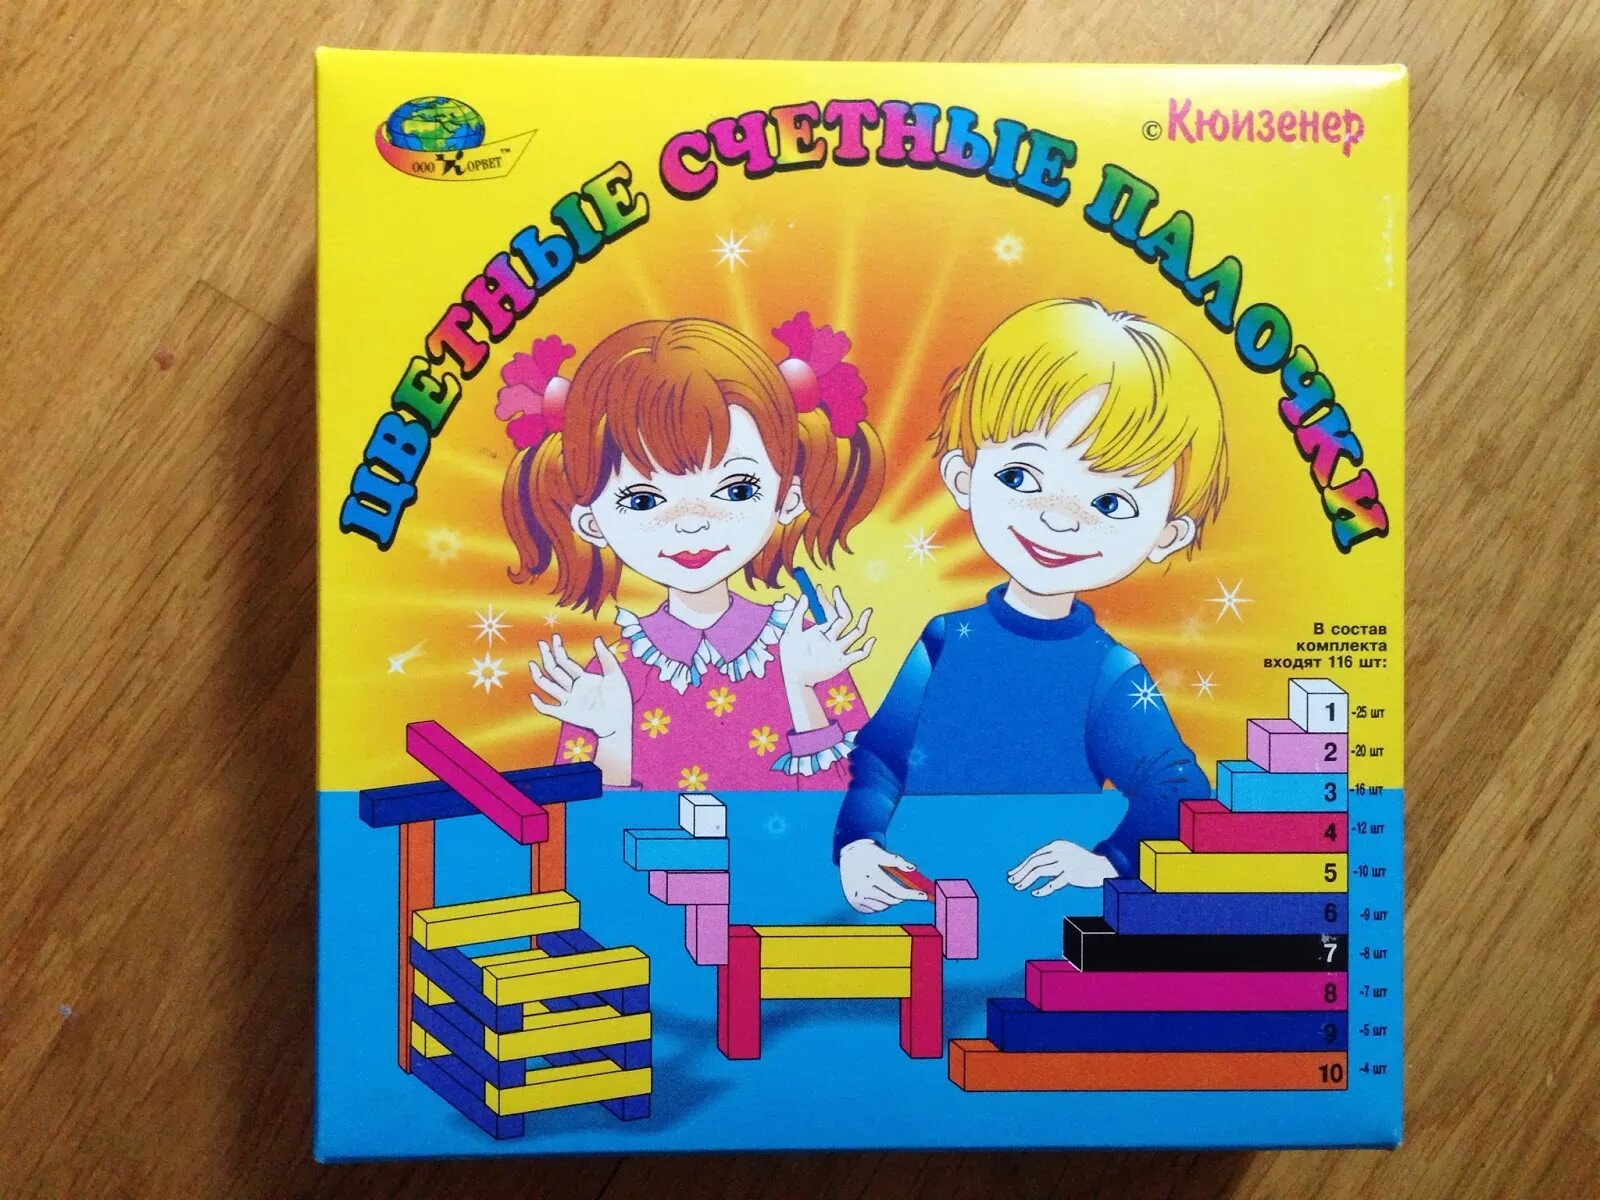 ООО КОРВЕТ™
ЦВЕТНЫЕ СЧЕТНЫЕ ПАЛОЧКИ
© Кюизенер
В состав
комплекта
входят 116 шт:
1 -25 шт
2 -20 шт
3 -16 шт
4 -12 шт
5 -10 шт
6 -9 шт
7 -8 шт
8 -7 шт
9 -5 шт
10 -4 шт